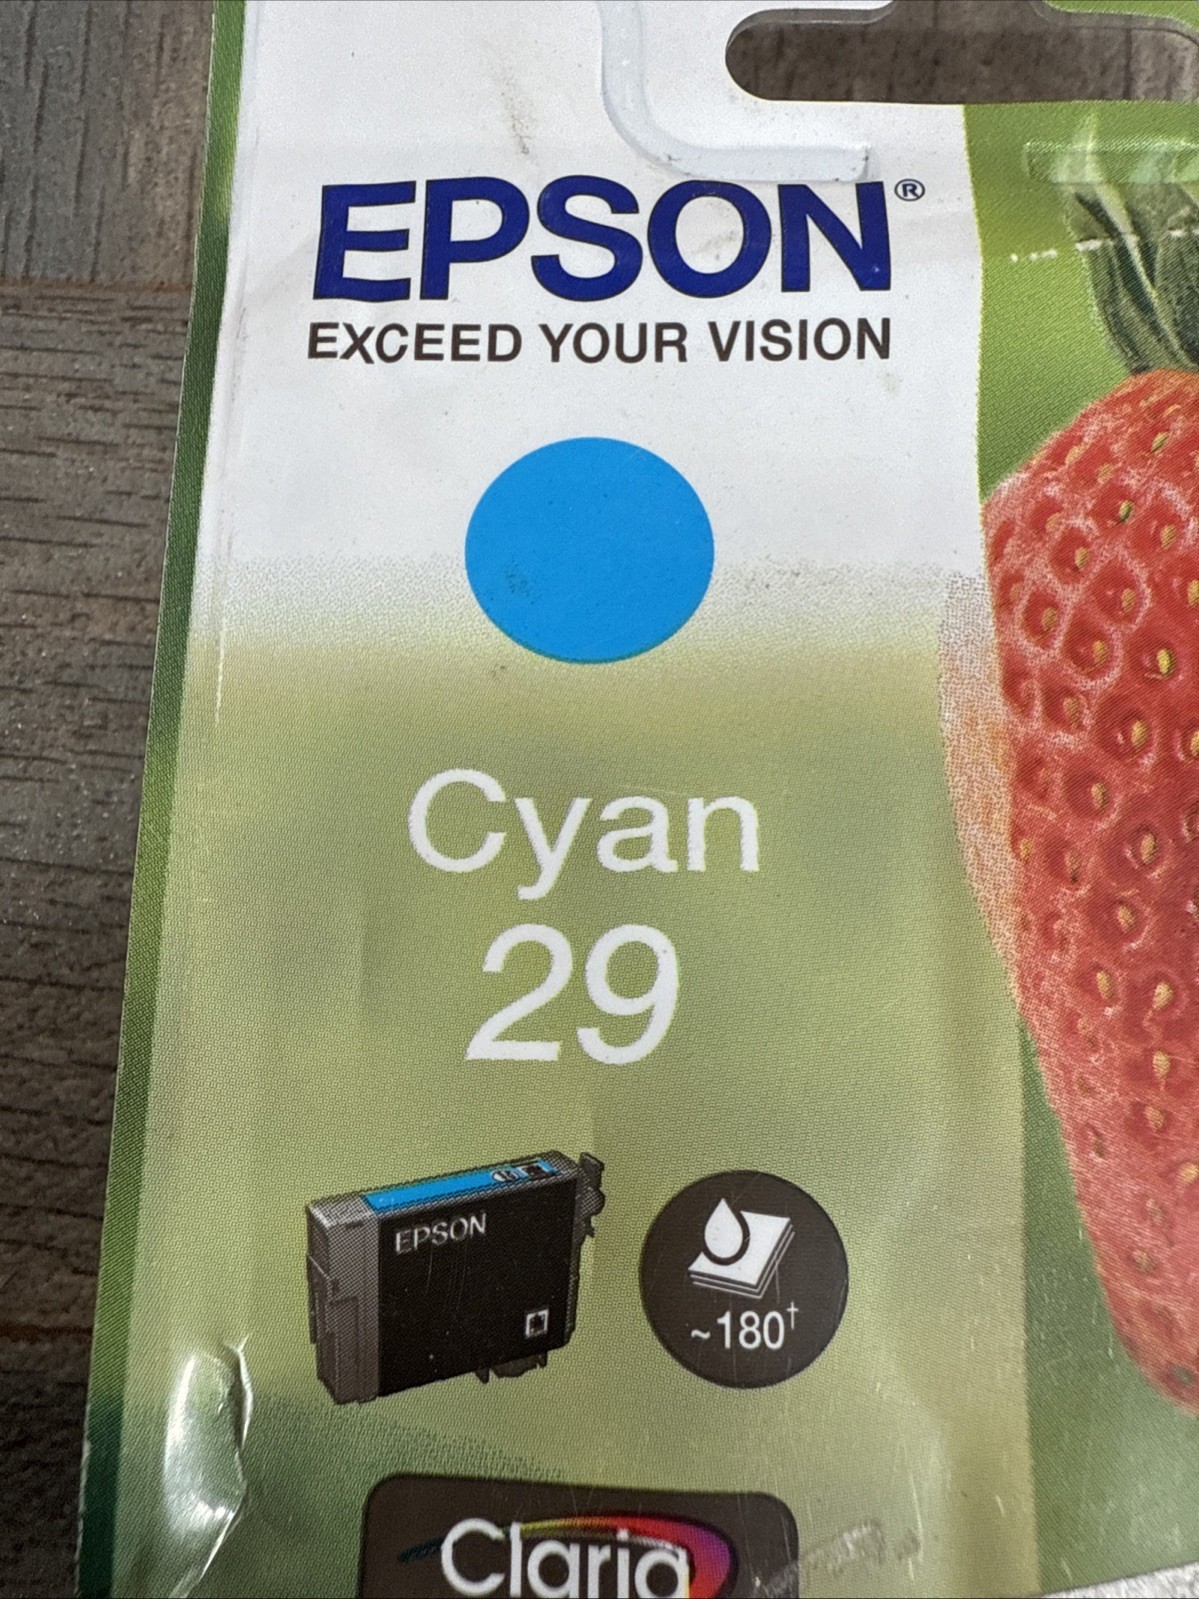 EPSON®
EXCEED YOUR VISION
Cyan
29
EPSON
~180†
Claria